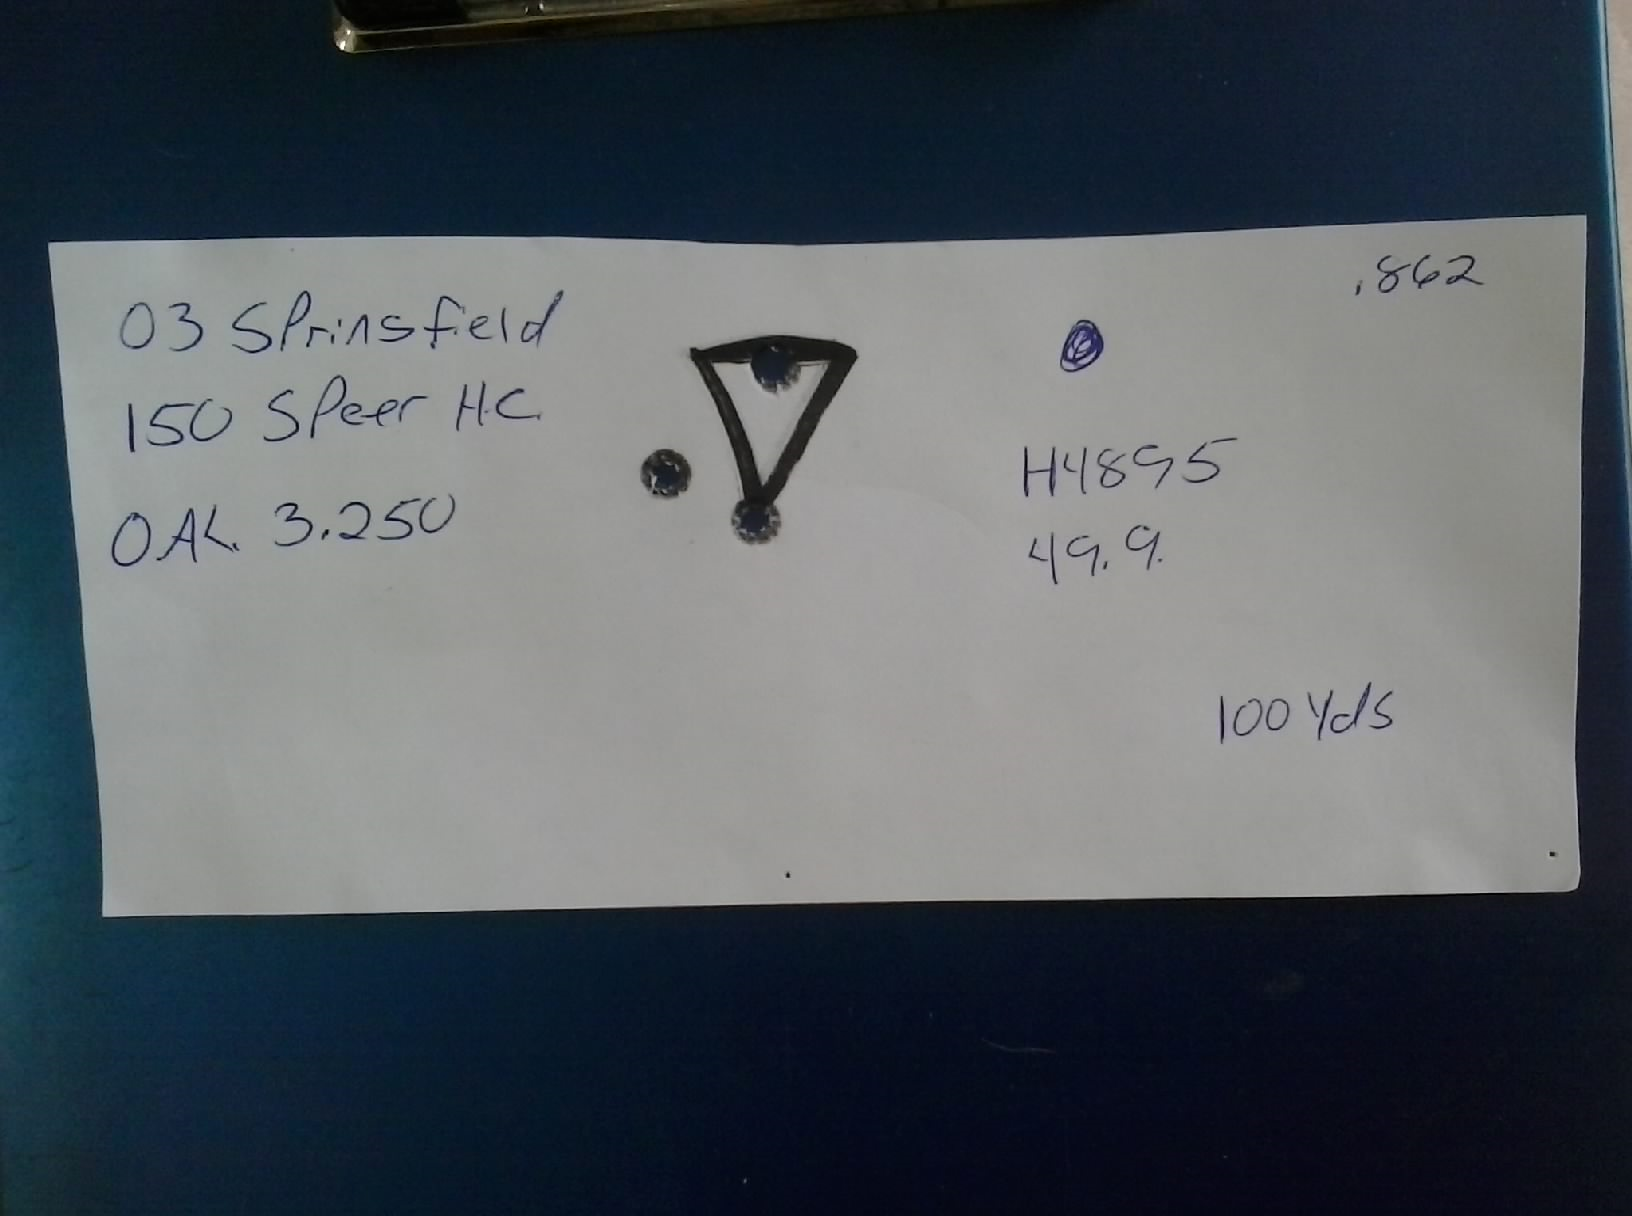 03 SPrinsfield
150 SPeer H.C.
OAL. 3.250
.862
H4895
49.9.
100 Yds